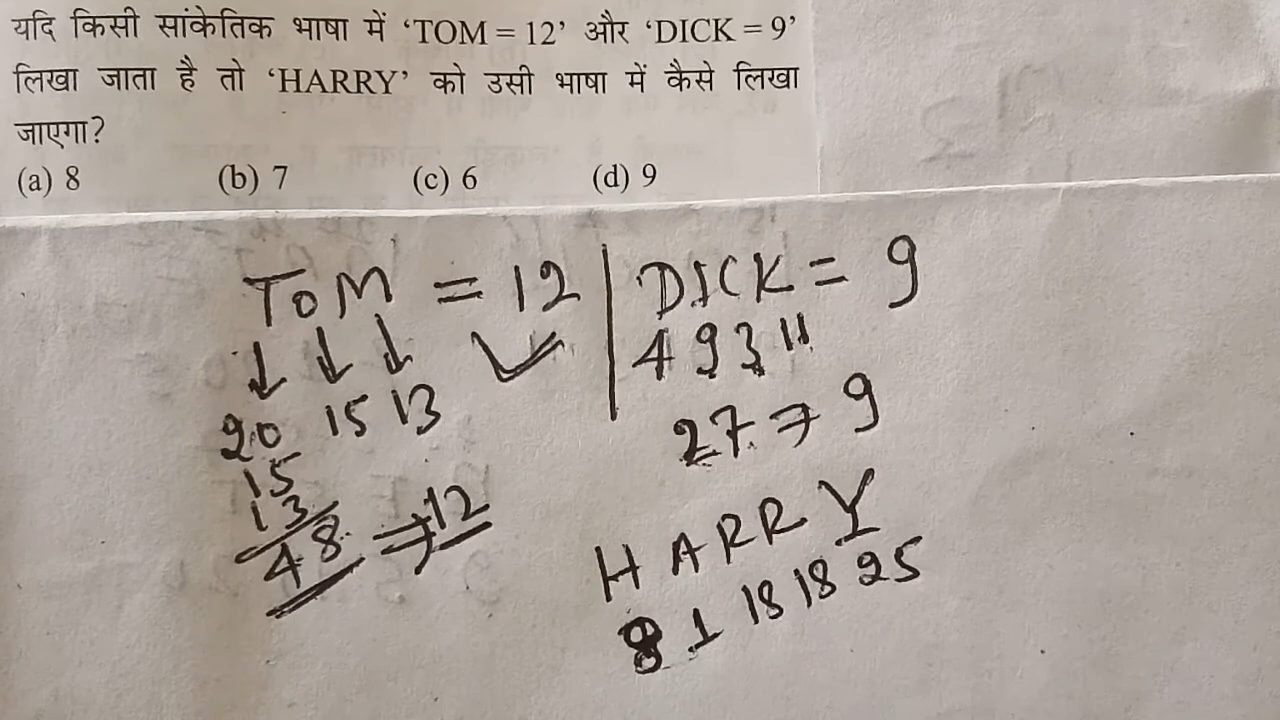 यदि किसी सांकेतिक भाषा में ‘TOM = 12’ और ‘DICK = 9’
लिखा जाता है तो ‘HARRY’ को उसी भाषा में कैसे लिखा
जाएगा?
(a) 8 (b) 7 (c) 6 (d) 9
TOM = 12
20 15 13
15
13
48 ⇒ 12
DICK = 9
4 9 3 11
27 ⇒ 9
HARRY
8 1 18 18 25